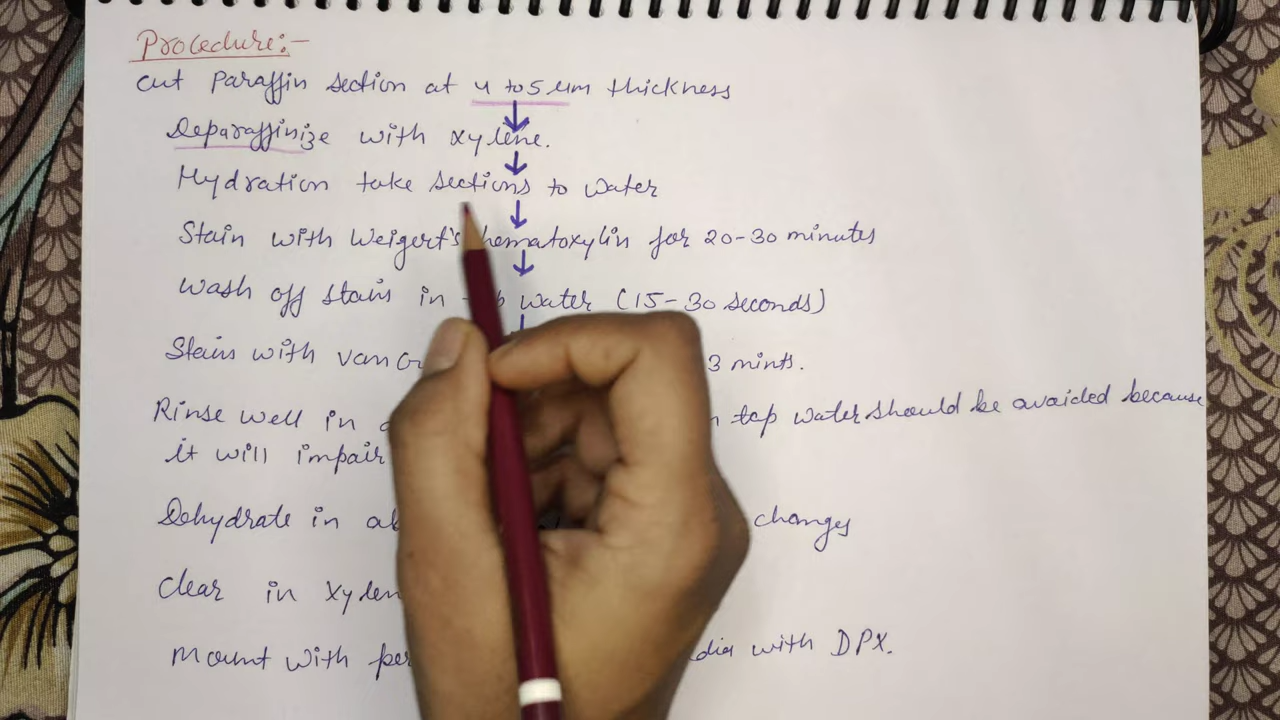 Procedure:-
Cut Paraffin section at 4 to 5 um thickness
Deparaffinize with xylene.
Hydration take sections to water
Stain with Weigert's hematoxylin for 20-30 minutes
Wash off stain in water (15-30 seconds)
Stain with van 3 mints.
Rinse well in tap water should be avoided because
it will impair
Dehydrate in changes
Clear in
Mount with with DPX.